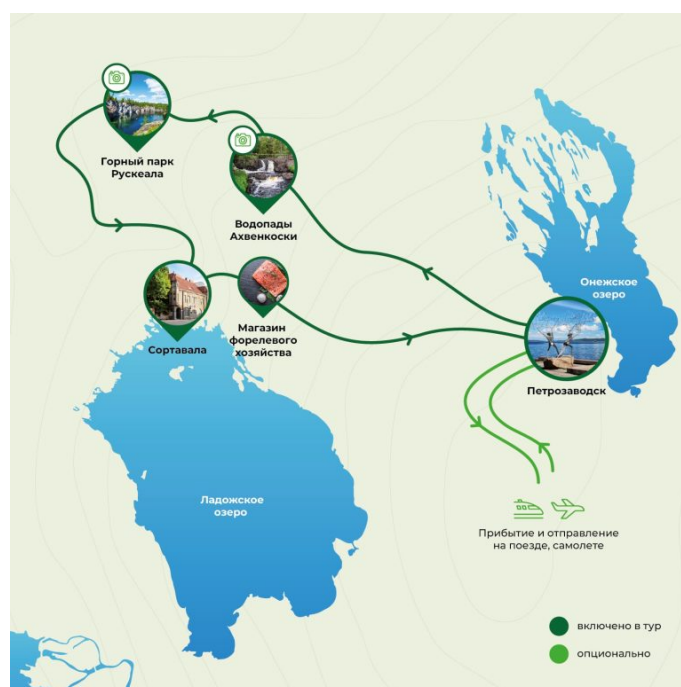 Горный парк
Рускеала
Водопады
Ахвенкоски
Онежское
озеро
Сортавала
Магазин
форелевого
хозяйства
Петрозаводск
Ладожское
озеро
Прибытие и отправление
на поезде, самолете
включено в тур
опционально